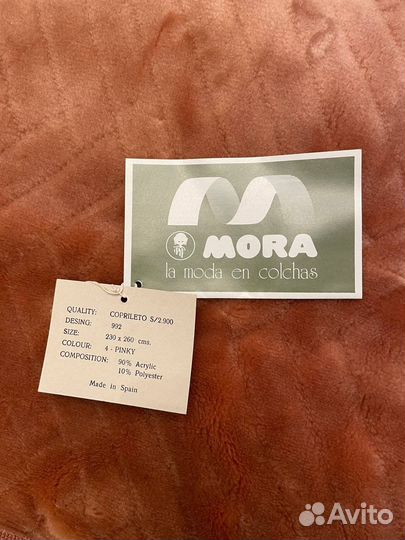 MORA
la moda en colchas
QUALITY: COPRILETO S/2.900
DESING: 992
SIZE: 230 x 260 cms.
COLOUR: 4 - PINKY
COMPOSITION: 90% Acrylic
10% Polyester
Made in Spain
Avito